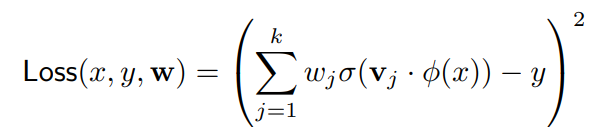 Loss(x, y, w) = (∑_{j=1}^{k} w_j σ(v_j · φ(x)) − y)^2